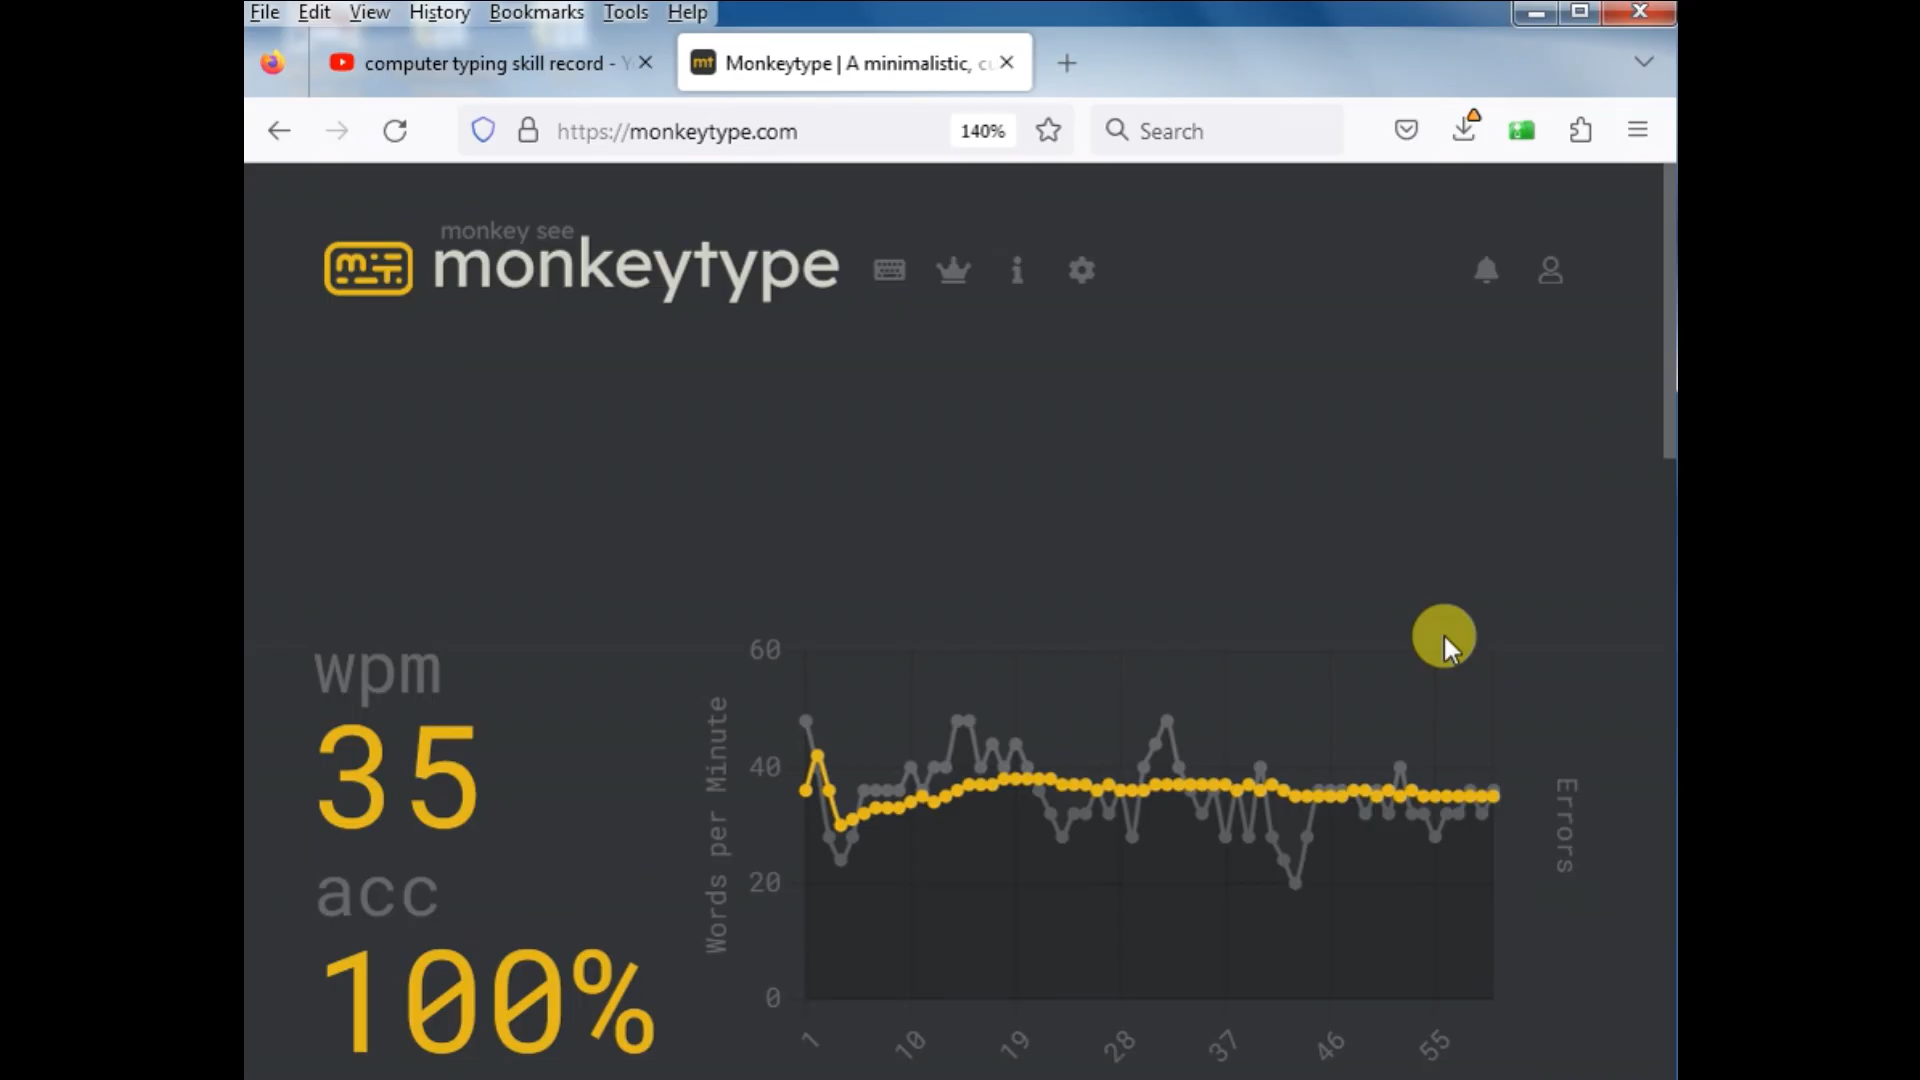 File Edit View History Bookmarks Tools Help
computer typing skill record - Y
Monkeytype | A minimalistic, cu
https://monkeytype.com 140% Search
monkey see
monkeytype
wpm
35
acc
100%
Words per Minute
60
40
20
0
1 10 19 28 37 46 55
Errors